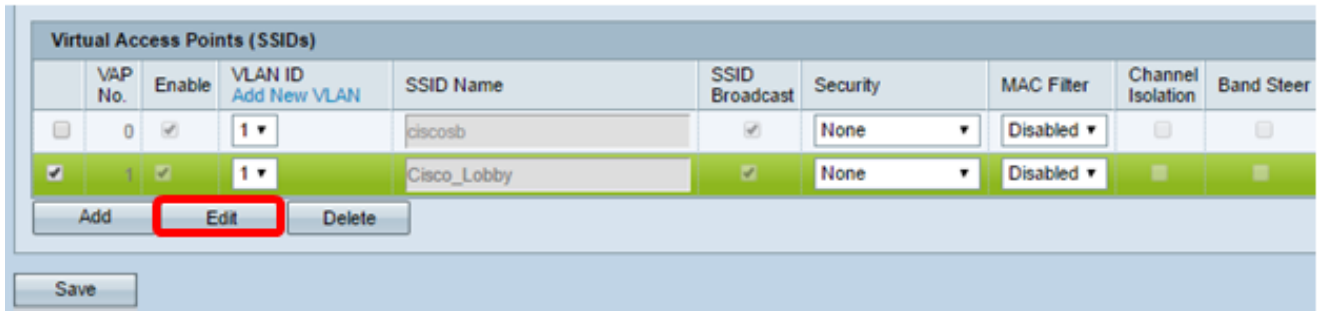 Virtual Access Points (SSIDs)
VAP No. Enable VLAN ID Add New VLAN SSID Name SSID Broadcast Security MAC Filter Channel Isolation Band Steer
0 1 ciscosb None Disabled
1 1 Cisco_Lobby None Disabled
Add Edit Delete
Save